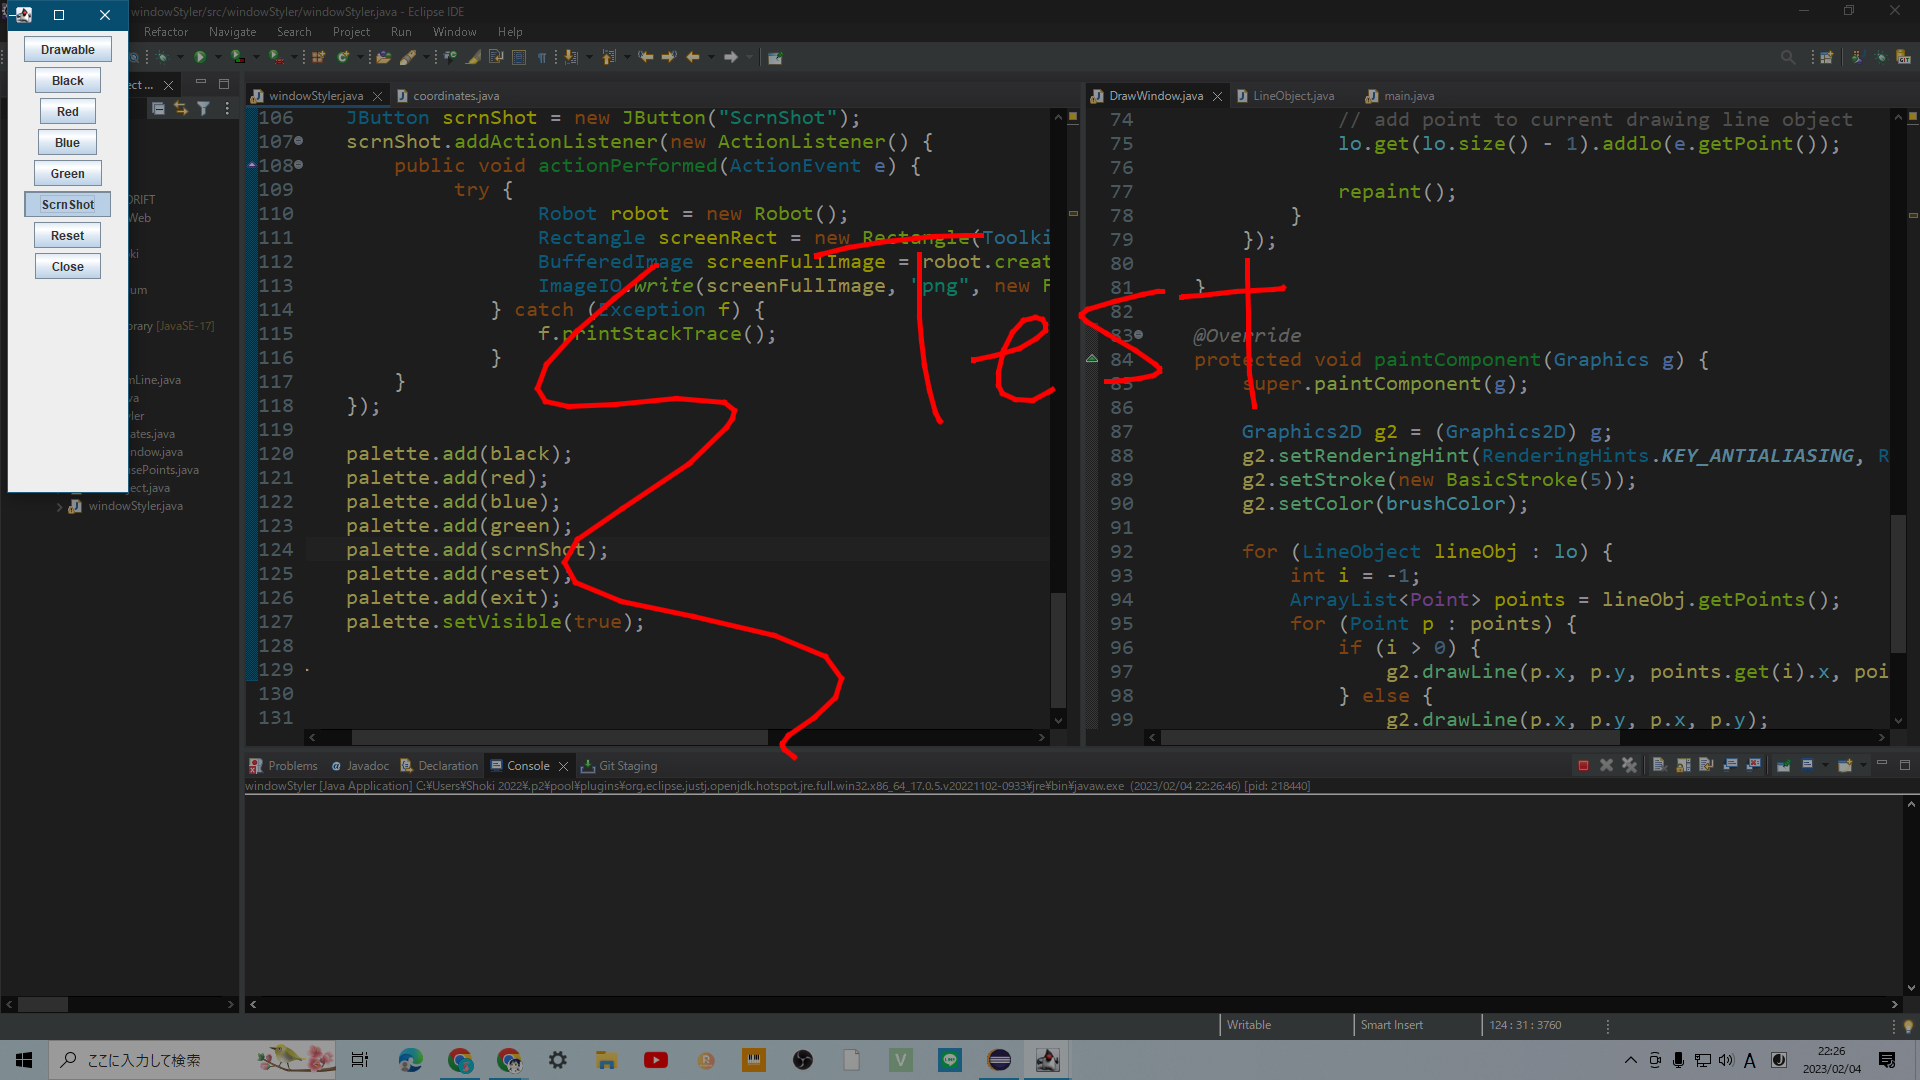 windowStyler/src/windowStyler/windowStyler.java - Eclipse IDE
Refactor Navigate Search Project Run Window Help
Drawable
Black
Red
Blue
Green
ScrnShot
Reset
Close
ect ...
windowStyler.java
coordinates.java
106 JButton scrnShot = new JButton("ScrnShot");
107 scrnShot.addActionListener(new ActionListener() {
108 public void actionPerformed(ActionEvent e) {
109 try {
110 Robot robot = new Robot();
111 Rectangle screenRect = new Rectangle(Toolki
112 BufferedImage screenFullImage = robot.creat
113 ImageIO.write(screenFullImage, "png", new F
114 } catch (Exception f) {
115 f.printStackTrace();
116 }
117 }
118 });
119
120 palette.add(black);
121 palette.add(red);
122 palette.add(blue);
123 palette.add(green);
124 palette.add(scrnShot);
125 palette.add(reset);
126 palette.add(exit);
127 palette.setVisible(true);
128
129
130
131
Test
DrawWindow.java
LineObject.java
main.java
74 // add point to current drawing line object
75 lo.get(lo.size() - 1).addlo(e.getPoint());
76
77 repaint();
78 }
79 });
80
81 }
82
83 @Override
84 protected void paintComponent(Graphics g) {
85 super.paintComponent(g);
86
87 Graphics2D g2 = (Graphics2D) g;
88 g2.setRenderingHint(RenderingHints.KEY_ANTIALIASING, R
89 g2.setStroke(new BasicStroke(5));
90 g2.setColor(brushColor);
91
92 for (LineObject lineObj : lo) {
93 int i = -1;
94 ArrayList<Point> points = lineObj.getPoints();
95 for (Point p : points) {
96 if (i > 0) {
97 g2.drawLine(p.x, p.y, points.get(i).x, poi
98 } else {
99 g2.drawLine(p.x, p.y, p.x, p.y);
DRIFT
Web
ki
um
brary [JavaSE-17]
mLine.java
va
yler
ates.java
ndow.java
usePoints.java
ject.java
windowStyler.java
Problems Javadoc Declaration Console Git Staging
windowStyler [Java Application] C:¥Users¥Shoki 2022¥.p2¥pool¥plugins¥org.eclipse.justj.openjdk.hotspot.jre.full.win32.x86_64_17.0.5.v20221102-0933¥jre¥bin¥javaw.exe (2023/02/04 22:26:46) [pid: 218440]
Writable
Smart Insert
124 : 31 : 3760
ここに入力して検索
A
22:26
2023/02/04